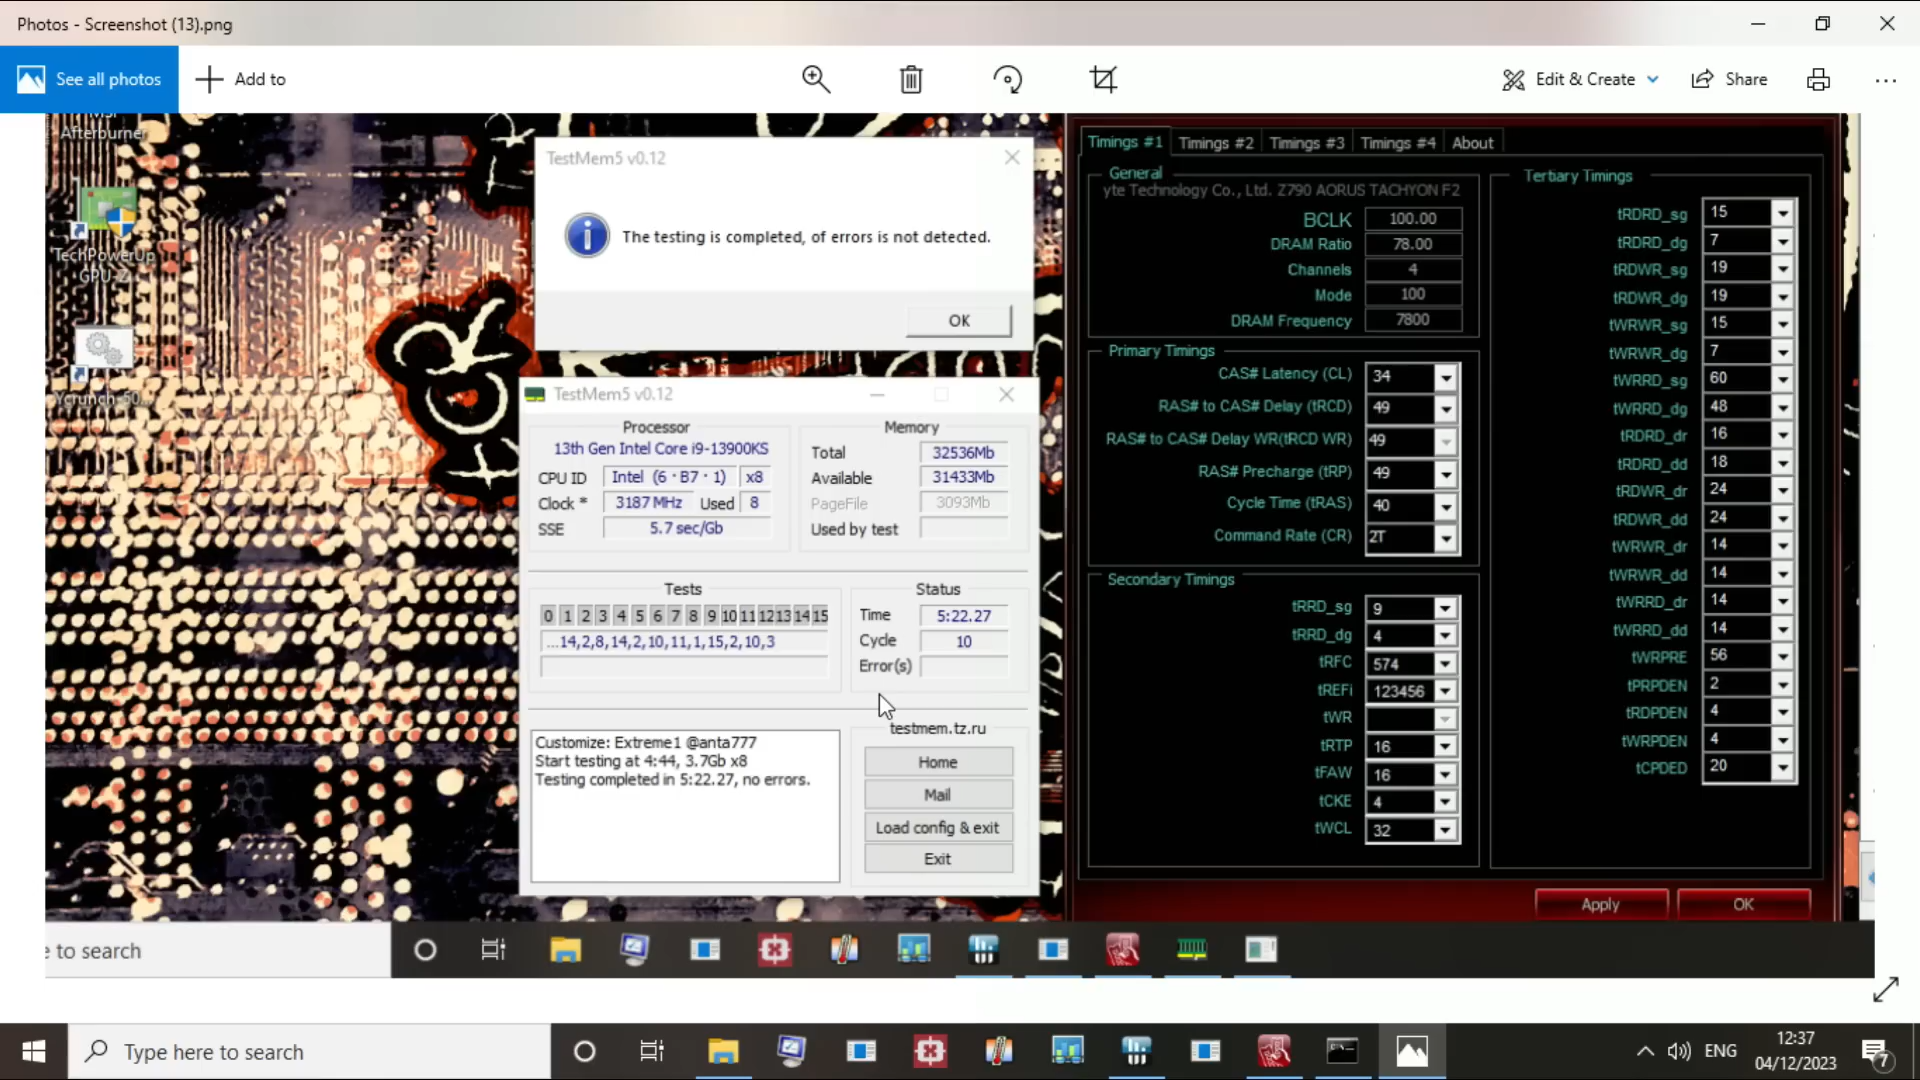 Photos - Screenshot (13).png
See all photos
Add to
Edit & Create
Share
Afterburner
TechPowerUp
GPU-Z
TestMem5 v0.12
The testing is completed, of errors is not detected.
OK
TestMem5 v0.12
Processor
13th Gen Intel Core i9-13900KS
CPU ID Intel (6 · B7 · 1) x8
Clock * 3187 MHz Used 8
SSE 5.7 sec/Gb
Memory
Total 32536Mb
Available 31433Mb
PageFile 3093Mb
Used by test
Tests
0 1 2 3 4 5 6 7 8 9 10 11 12 13 14 15
...14,2,8,14,2,10,11,1,15,2,10,3
Status
Time 5:22.27
Cycle 10
Error(s)
Customize: Extreme1 @anta777
Start testing at 4:44, 3.7Gb x8
Testing completed in 5:22.27, no errors.
testmem.tz.ru
Home
Mail
Load config & exit
Exit
Timings #1 Timings #2 Timings #3 Timings #4 About
General
yte Technology Co., Ltd. Z790 AORUS TACHYON F2
BCLK 100.00
DRAM Ratio 78.00
Channels 4
Mode 100
DRAM Frequency 7800
Primary Timings
CAS# Latency (CL) 34
RAS# to CAS# Delay (tRCD) 49
RAS# to CAS# Delay WR(tRCD WR) 49
RAS# Precharge (tRP) 49
Cycle Time (tRAS) 40
Command Rate (CR) 2T
Secondary Timings
tRRD_sg 9
tRRD_dg 4
tRFC 574
tREFi 123456
tWR
tRTP 16
tFAW 16
tCKE 4
tWCL 32
Tertiary Timings
tRDRD_sg 15
tRDRD_dg 7
tRDWR_sg 19
tRDWR_dg 19
tWRWR_sg 15
tWRWR_dg 7
tWRRD_sg 60
tWRRD_dg 48
tRDRD_dr 16
tRDRD_dd 18
tRDWR_dr 24
tRDWR_dd 24
tWRWR_dr 14
tWRWR_dd 14
tWRRD_dr 14
tWRRD_dd 14
tWRPRE 56
tPRPDEN 2
tRDPDEN 4
tWRPDEN 4
tCPDED 20
Apply
OK
e to search
Type here to search
ENG
12:37
04/12/2023
7